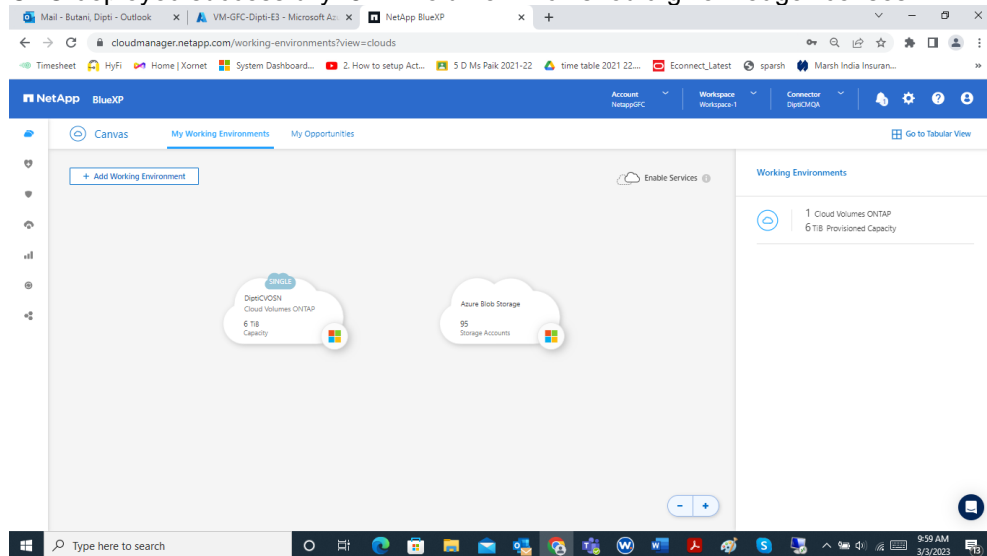 Mail - Butani, Dipti - Outlook
VM-GFC-Dipti-E3 - Microsoft Az
NetApp BlueXP
cloudmanager.netapp.com/working-environments?view=clouds
Timesheet
HyFi
Home | Xornet
System Dashboard...
2. How to setup Act...
5 D Ms Paik 2021-22
time table 2021 22....
Econnect_Latest
sparsh
Marsh India Insuran...
»
NetApp BlueXP
Account
NetappGFC
Workspace
Workspace-1
Connector
DiptiCMQA
Canvas
My Working Environments
My Opportunities
Go to Tabular View
+ Add Working Environment
Enable Services
Working Environments
1 Cloud Volumes ONTAP
6 TiB Provisioned Capacity
SINGLE
DiptiCVOSN
Cloud Volumes ONTAP
6 TiB
Capacity
Azure Blob Storage
95
Storage Accounts
- +
Type here to search
9:59 AM
3/3/2023
13